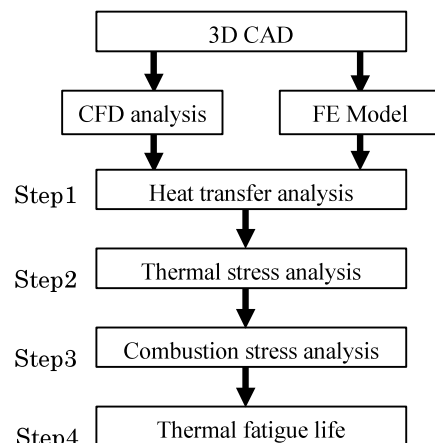 3D CAD
CFD analysis
FE Model
Step1
Heat transfer analysis
Step2
Thermal stress analysis
Step3
Combustion stress analysis
Step4
Thermal fatigue life